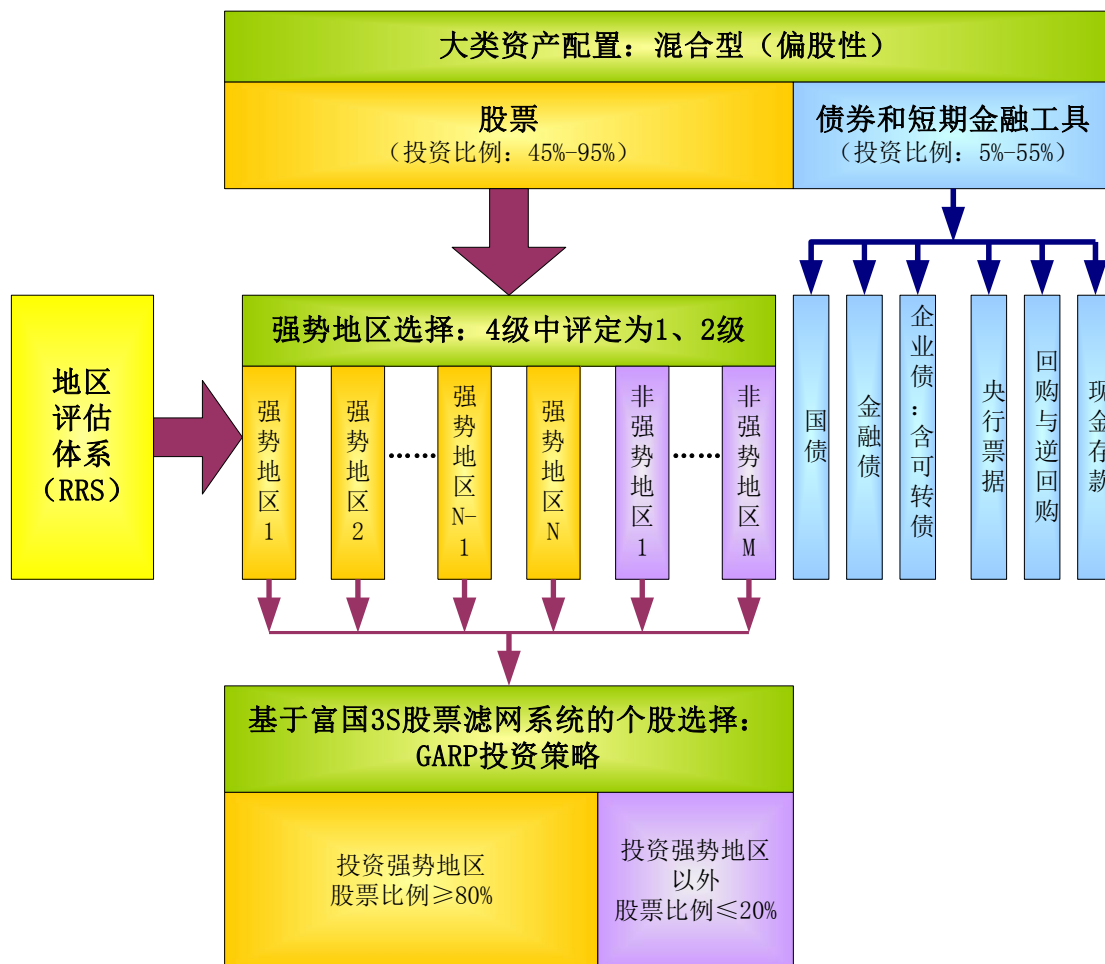 大类资产配置：混合型（偏股性）
股票
（投资比例：45%-95%）
债券和短期金融工具
（投资比例：5%-55%）
地区
评估
体系
（RRS）
强势地区选择：4级中评定为1、2级
强势地区1
强势地区2
……
强势地区N-1
强势地区N
非强势地区1
……
非强势地区M
国债
金融债
企业债：含可转债
央行票据
回购与逆回购
现金存款
基于富国3S股票滤网系统的个股选择：
GARP投资策略
投资强势地区
股票比例≥80%
投资强势地区
以外
股票比例≤20%